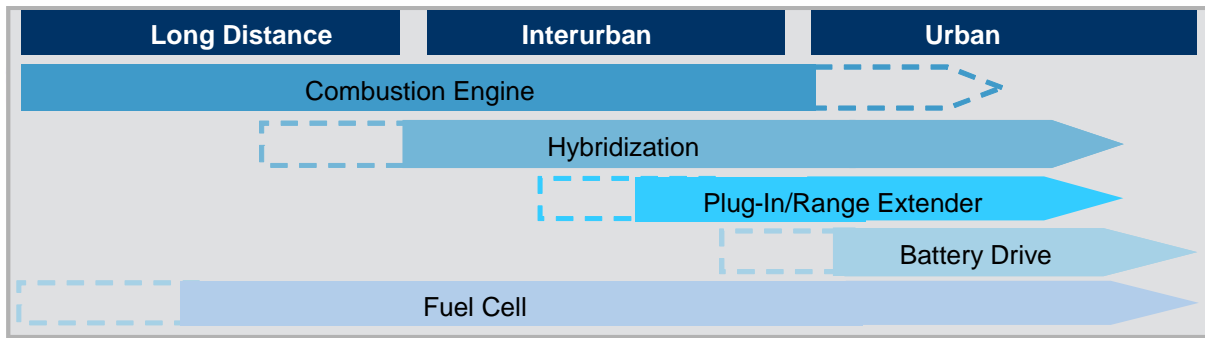 Long Distance Interurban Urban
Combustion Engine
Hybridization
Plug-In/Range Extender
Battery Drive
Fuel Cell